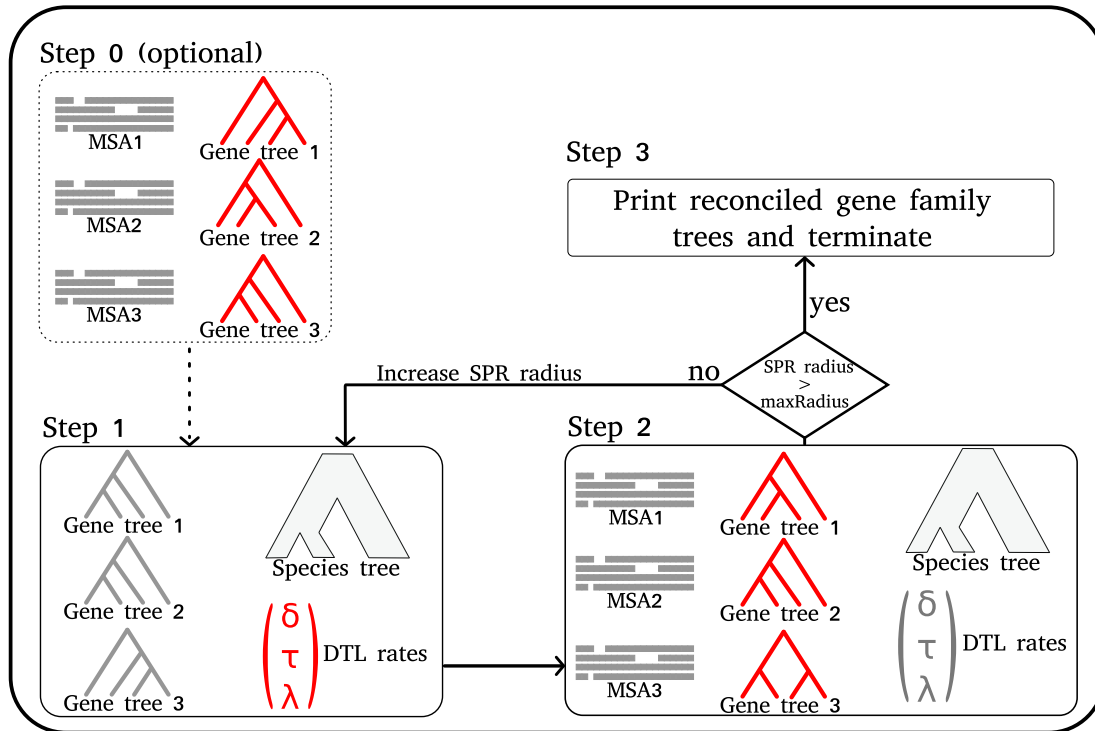 Step 0 (optional)
MSA1
Gene tree 1
MSA2
Gene tree 2
MSA3
Gene tree 3
Step 3
Print reconciled gene family
trees and terminate
yes
SPR radius
>
maxRadius
no
Increase SPR radius
Step 1
Gene tree 1
Gene tree 2
Gene tree 3
Species tree
δ
τ
λ
DTL rates
Step 2
MSA1
Gene tree 1
MSA2
Gene tree 2
MSA3
Gene tree 3
Species tree
δ
τ
λ
DTL rates